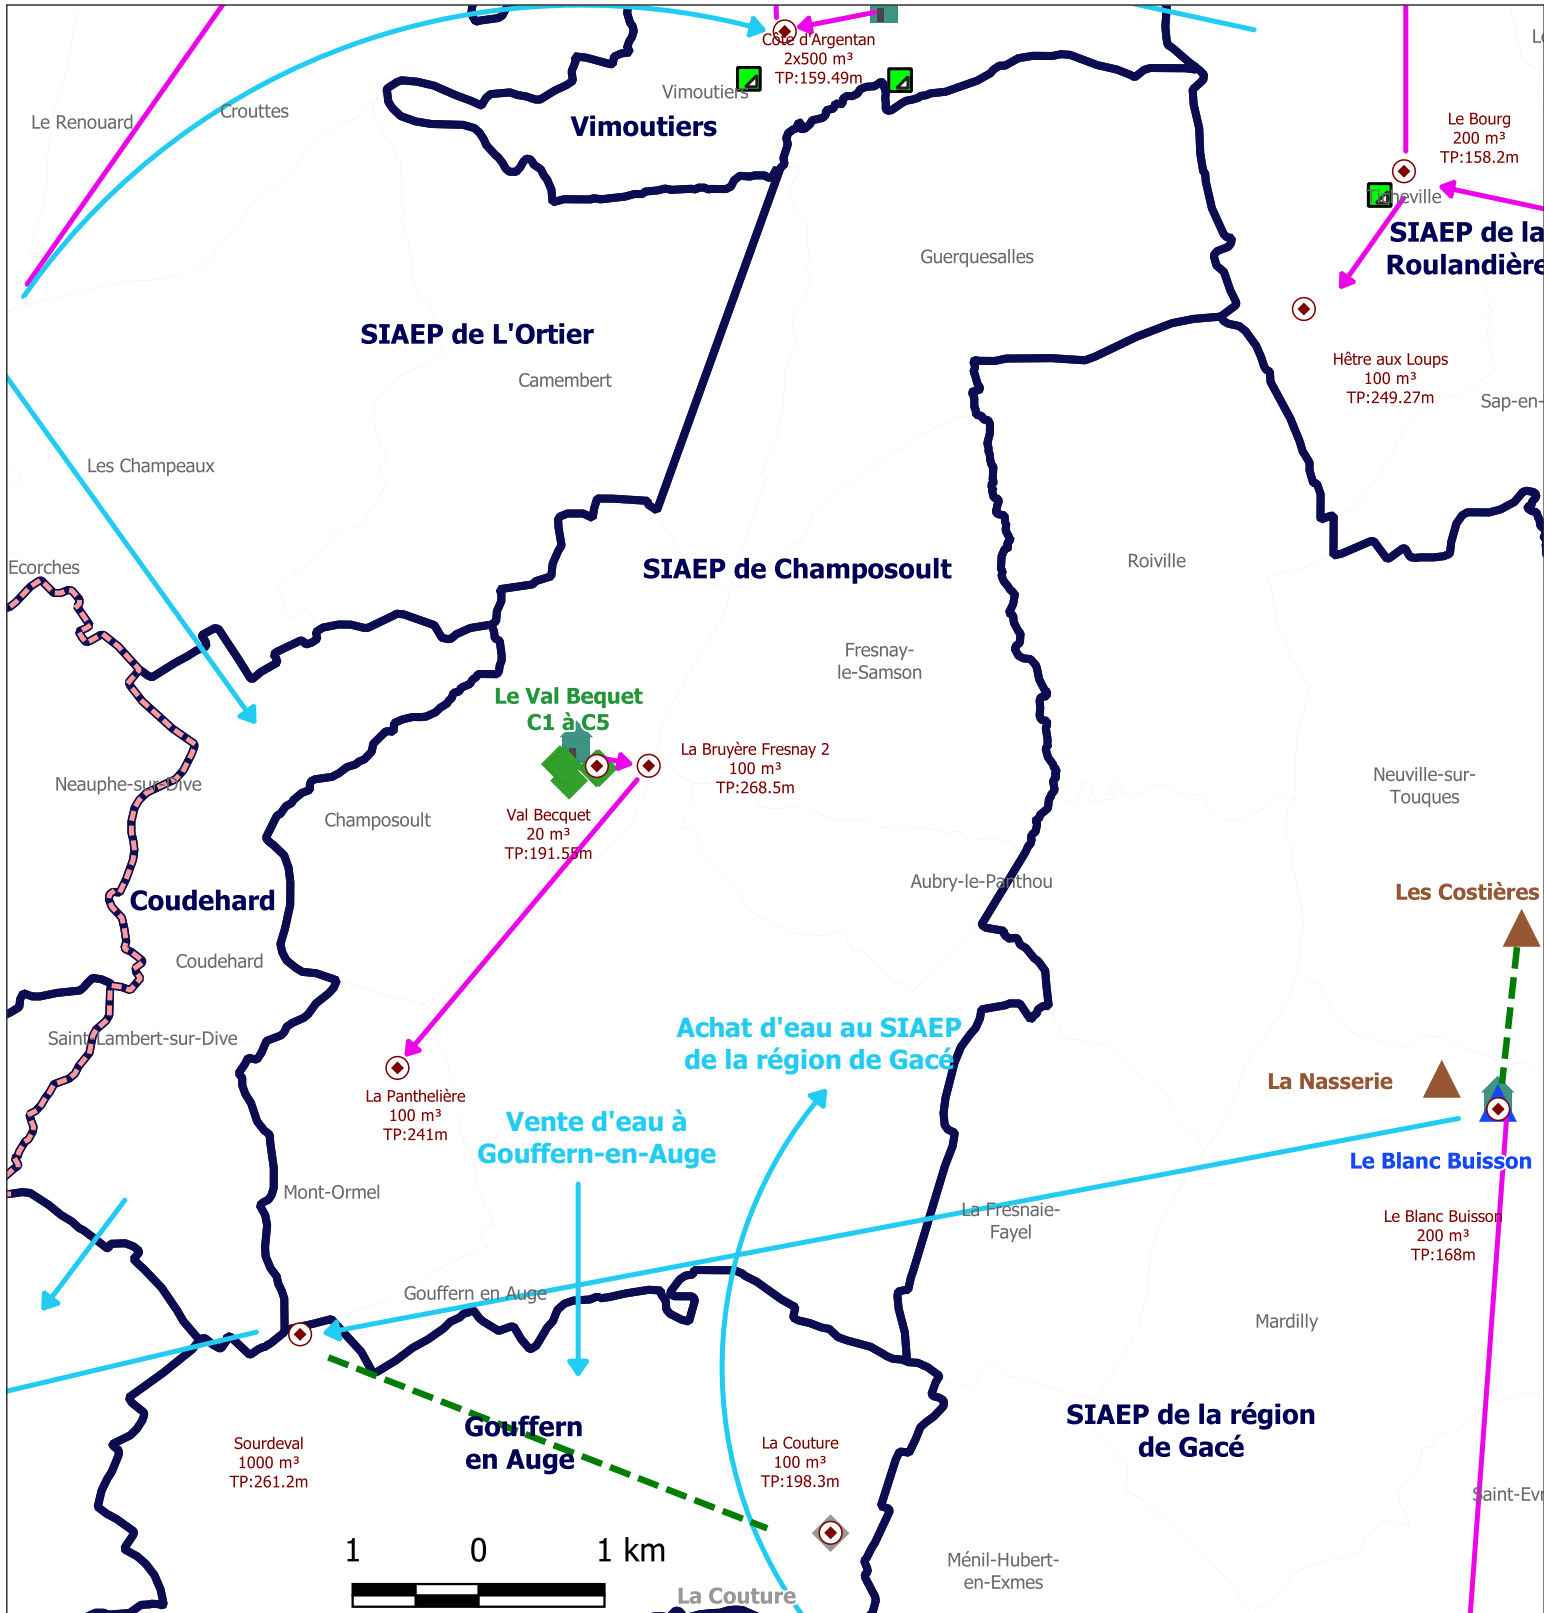 Côte d'Argentan
2x500 m³
TP:159.49m
Vimoutiers
Vimoutiers
Crouttes
Le Renouard
Le Bourg
200 m³
TP:158.2m
SIAEP de la
Roulandière
Guerquesalles
SIAEP de L'Ortier
Camembert
Hêtre aux Loups
100 m³
TP:249.27m
Sap-en-
Les Champeaux
Ecorches
SIAEP de Champosoult
Roiville
Fresnay-
le-Samson
Le Val Bequet
C1 à C5
La Bruyère Fresnay 2
100 m³
TP:268.5m
Neauphe-sur-Dive
Neuville-sur-
Touques
Champosoult
Val Becquet
20 m³
TP:191.55m
Aubry-le-Panthou
Les Costières
Coudehard
Coudehard
Saint-Lambert-sur-Dive
Achat d'eau au SIAEP
de la région de Gacé
La Nasserie
La Panthelière
100 m³
TP:241m
Vente d'eau à
Gouffern-en-Auge
Le Blanc Buisson
Mont-Ormel
La Fresnaie-
Fayel
Le Blanc Buisson
200 m³
TP:168m
Gouffern en Auge
Mardilly
Gouffern
en Auge
SIAEP de la région
de Gacé
Sourdeval
1000 m³
TP:261.2m
La Couture
100 m³
TP:198.3m
Saint-Evr
1 0 1 km
Ménil-Hubert-
en-Exmes
La Couture